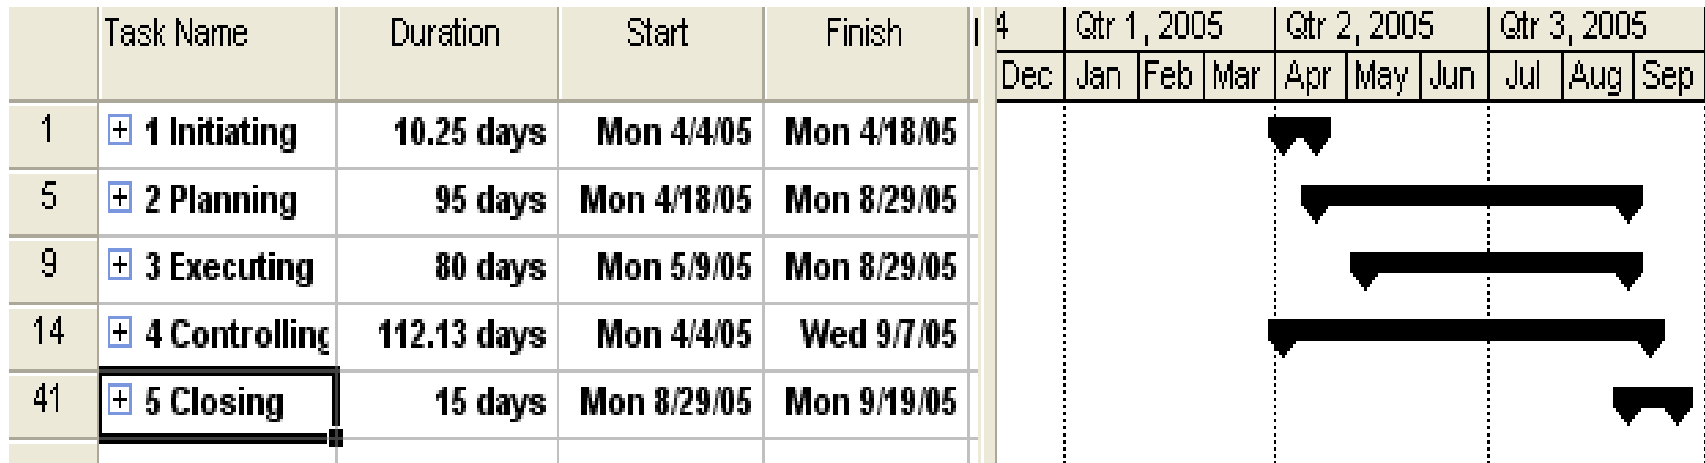 Task Name Duration Start Finish 4 Qtr 1, 2005 Qtr 2, 2005 Qtr 3, 2005
Dec Jan Feb Mar Apr May Jun Jul Aug Sep
1 1 Initiating 10.25 days Mon 4/4/05 Mon 4/18/05
5 2 Planning 95 days Mon 4/18/05 Mon 8/29/05
9 3 Executing 80 days Mon 5/9/05 Mon 8/29/05
14 4 Controlling 112.13 days Mon 4/4/05 Wed 9/7/05
41 5 Closing 15 days Mon 8/29/05 Mon 9/19/05